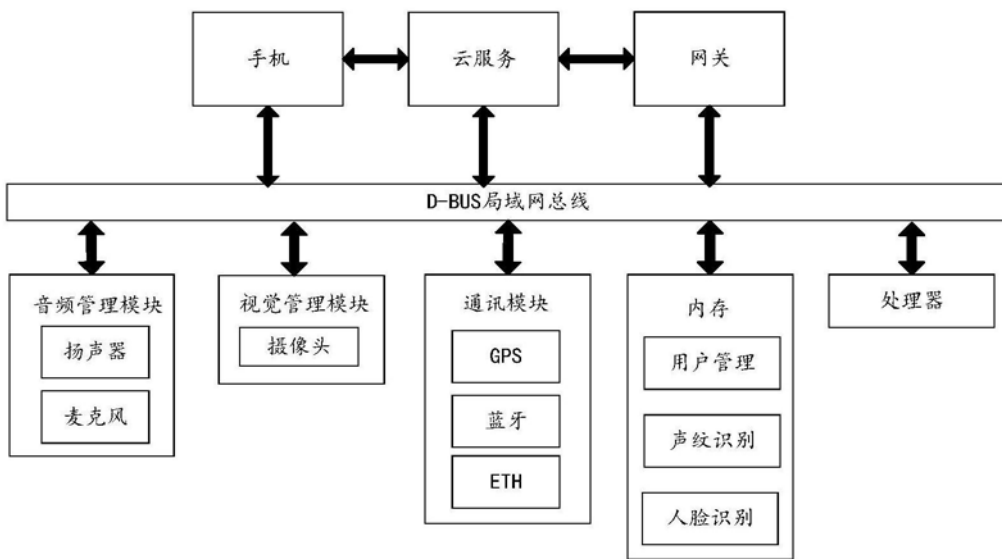 手机
云服务
网关
D-BUS局域网总线
音频管理模块
扬声器
麦克风
视觉管理模块
摄像头
通讯模块
GPS
蓝牙
ETH
内存
用户管理
声纹识别
人脸识别
处理器